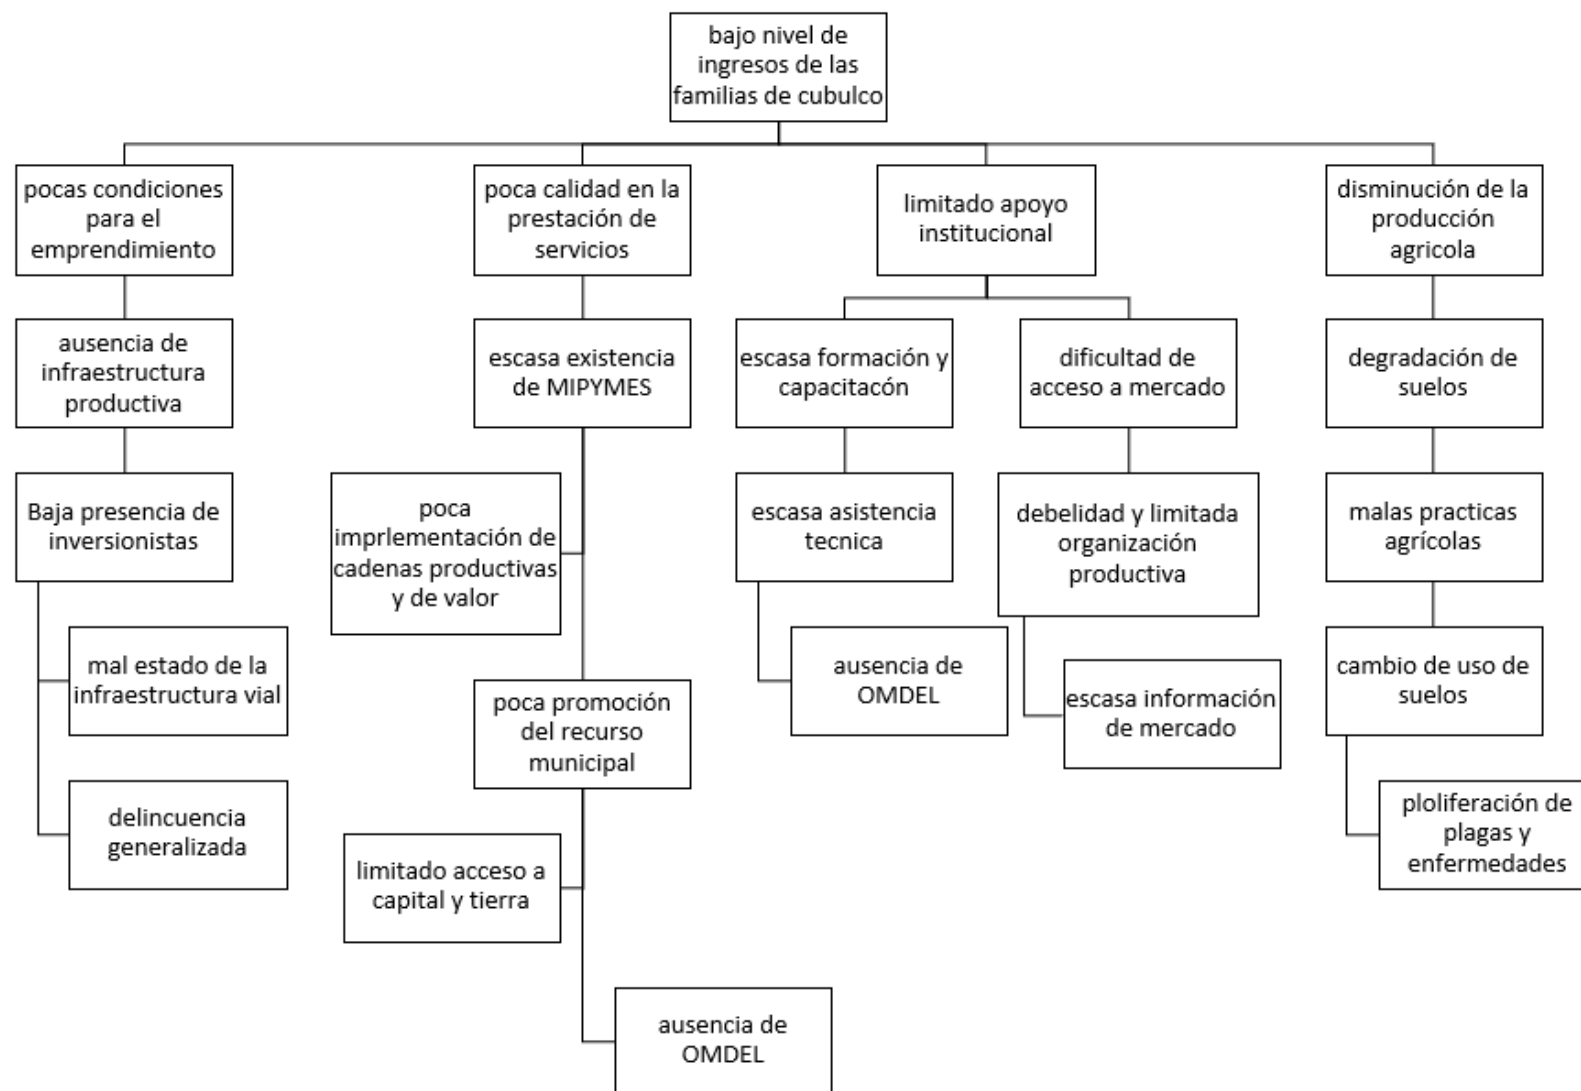 bajo nivel de
ingresos de las
familias de cubulco
pocas condiciones
para el
emprendimiento
poca calidad en la
prestación de
servicios
limitado apoyo
institucional
disminución de la
producción
agricola
ausencia de
infraestructura
productiva
escasa existencia
de MIPYMES
escasa formación y
capacitacón
dificultad de
acceso a mercado
degradación de
suelos
Baja presencia de
inversionistas
poca
imprlementación de
cadenas productivas
y de valor
escasa asistencia
tecnica
debelidad y limitada
organización
productiva
malas practicas
agrícolas
mal estado de la
infraestructura vial
poca promoción
del recurso
municipal
ausencia de
OMDEL
escasa información
de mercado
cambio de uso de
suelos
delincuencia
generalizada
limitado acceso a
capital y tierra
ploliferación de
plagas y
enfermedades
ausencia de
OMDEL